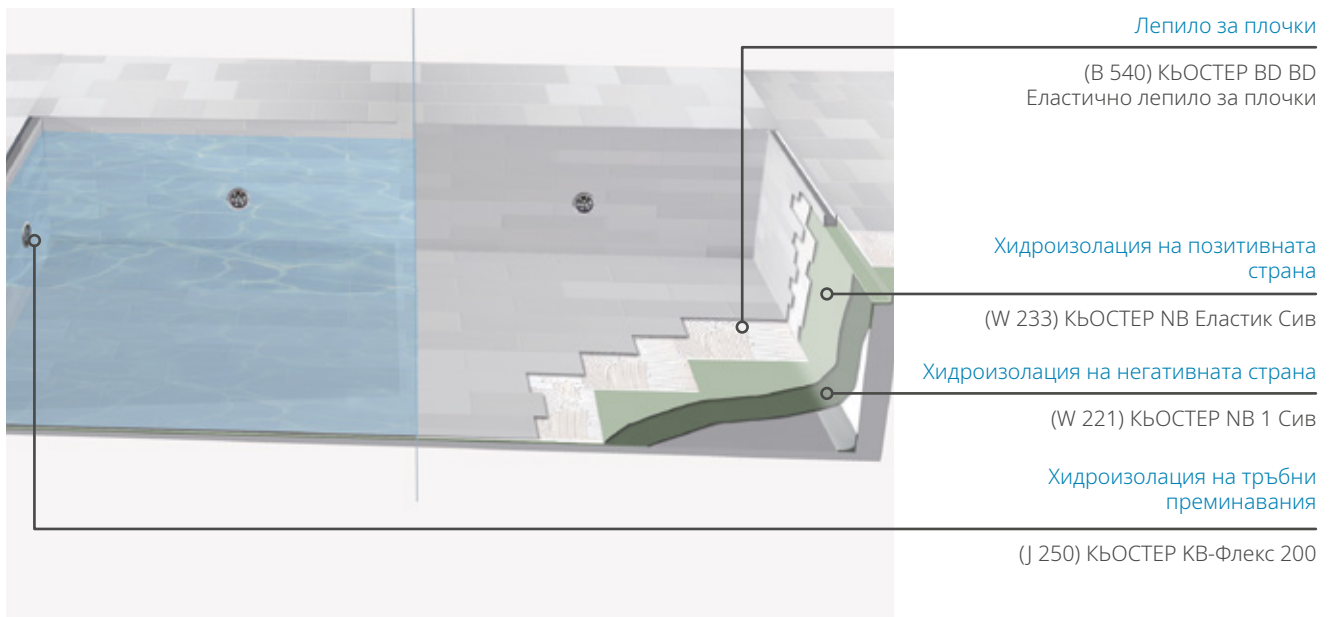 Лепило за плочки
(B 540) КЬОСТЕР BD BD
Еластично лепило за плочки
Хидроизолация на позитивната
страна
(W 233) КЬОСТЕР NB Еластик Сив
Хидроизолация на негативната страна
(W 221) КЬОСТЕР NB 1 Сив
Хидроизолация на тръбни
преминавания
(J 250) КЬОСТЕР КВ-Флекс 200